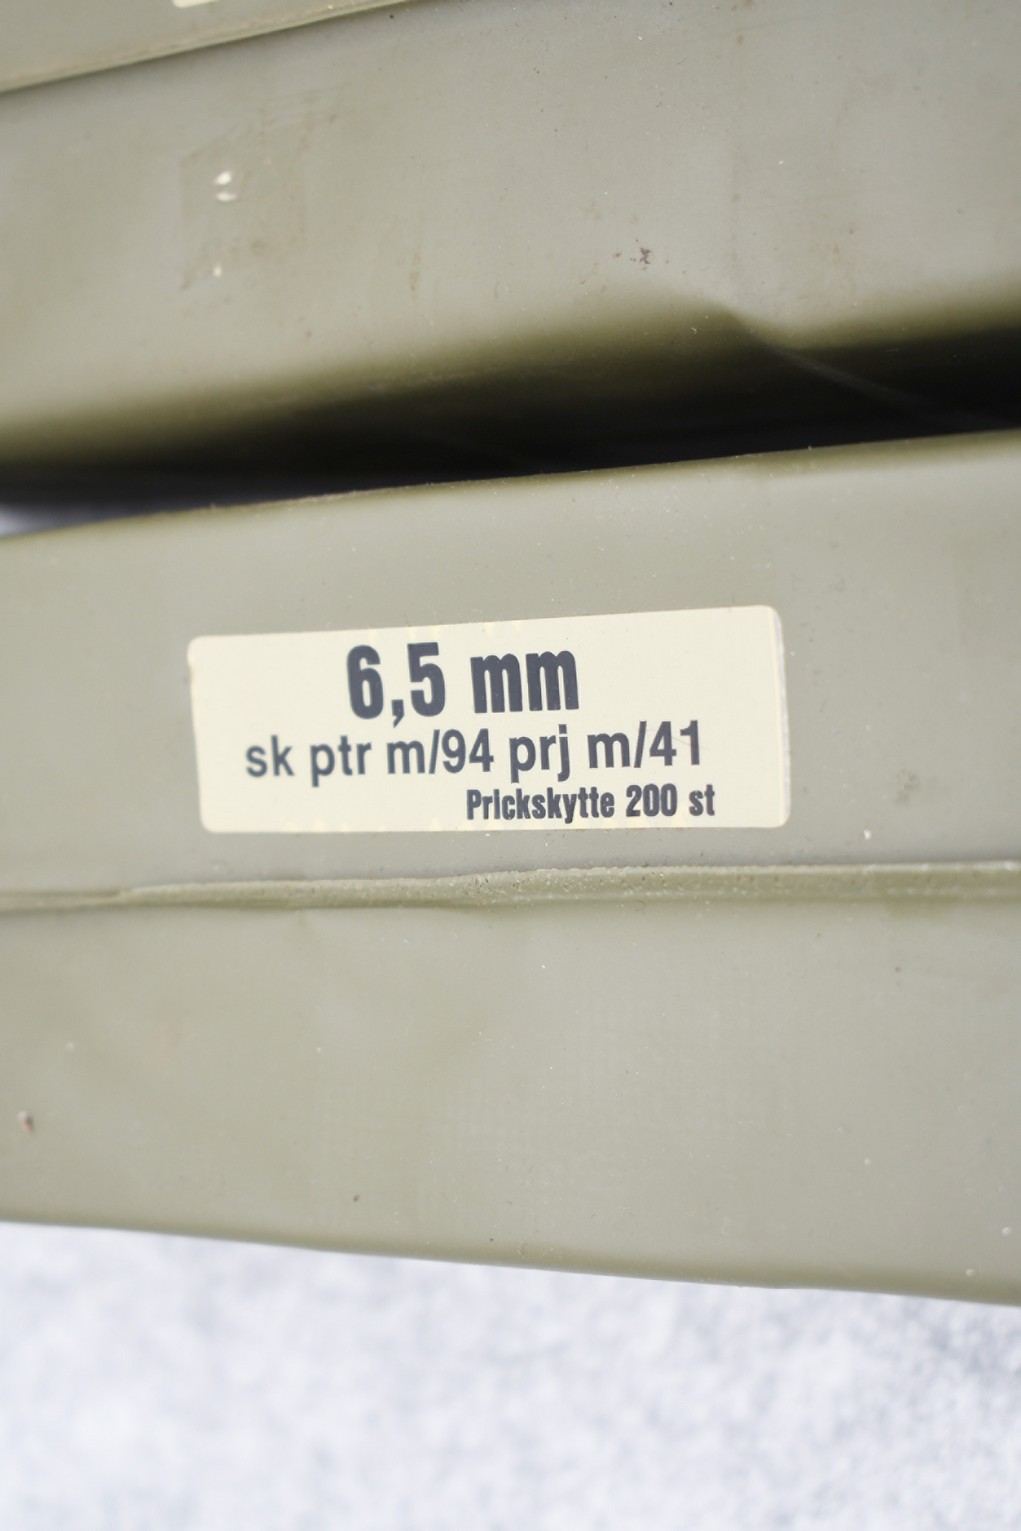 6,5 mm
sk ptr m/94 prj m/41
Prickskytte 200 st